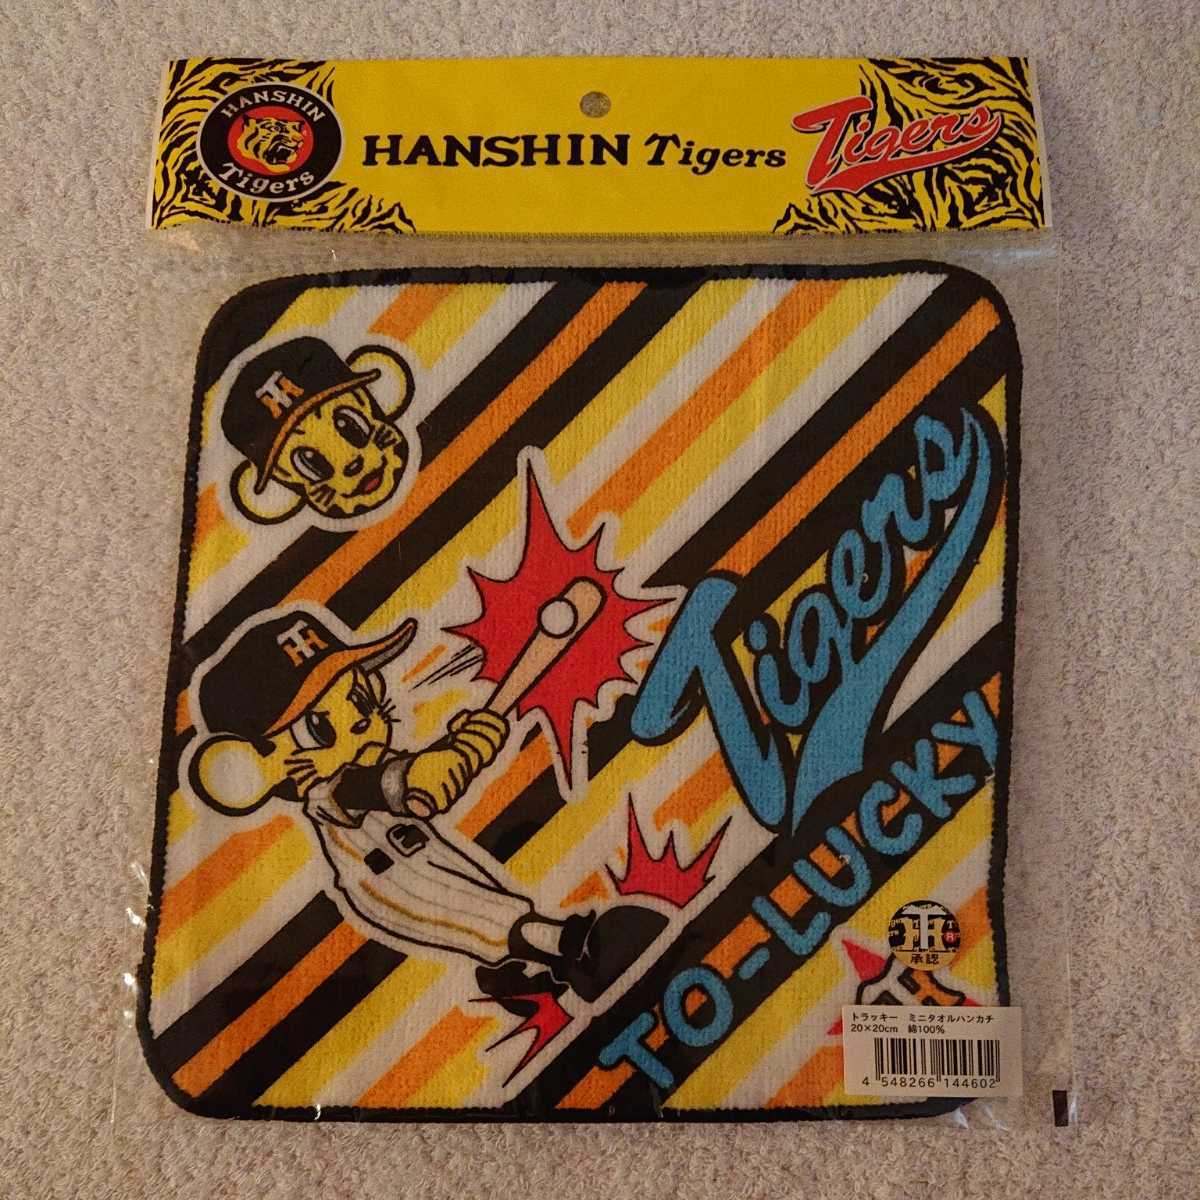 HANSHIN
Tigers
HANSHIN Tigers
Tigers
Tigers
TO-LUCKY
承認
トラッキー ミニタオルハンカチ
20×20cm 綿100%
4 548266 144602